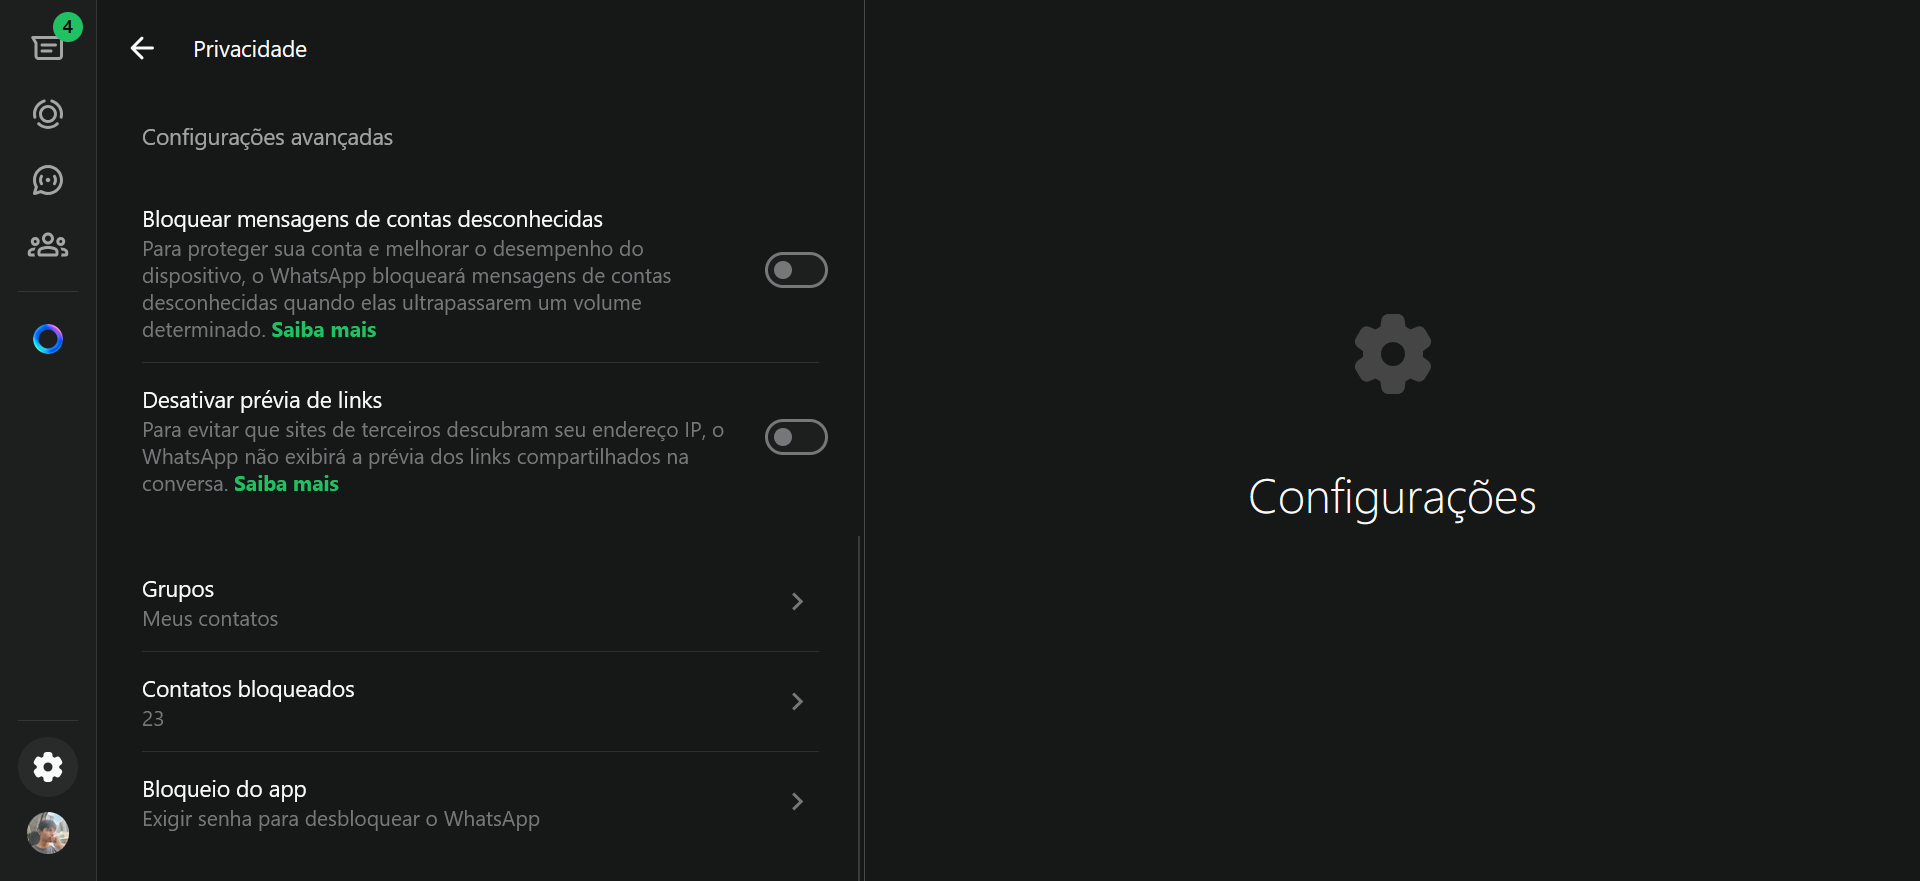 4
Privacidade
Configurações avançadas
Bloquear mensagens de contas desconhecidas
Para proteger sua conta e melhorar o desempenho do
dispositivo, o WhatsApp bloqueará mensagens de contas
desconhecidas quando elas ultrapassarem um volume
determinado. Saiba mais
Desativar prévia de links
Para evitar que sites de terceiros descubram seu endereço IP, o
WhatsApp não exibirá a prévia dos links compartilhados na
conversa. Saiba mais
Grupos
Meus contatos
Contatos bloqueados
23
Bloqueio do app
Exigir senha para desbloquear o WhatsApp
Configurações